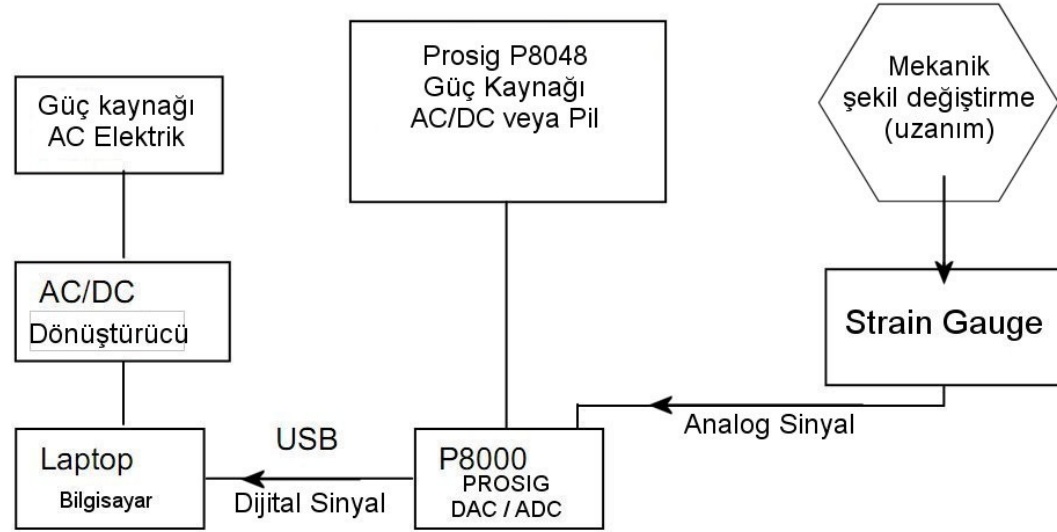 Güç kaynağı
AC Elektrik
Prosig P8048
Güç Kaynağı
AC/DC veya Pil
Mekanik
şekil değiştirme
(uzanım)
AC/DC
Dönüştürücü
Strain Gauge
Analog Sinyal
Laptop
Bilgisayar
USB
Dijital Sinyal
P8000
PROSIG
DAC / ADC